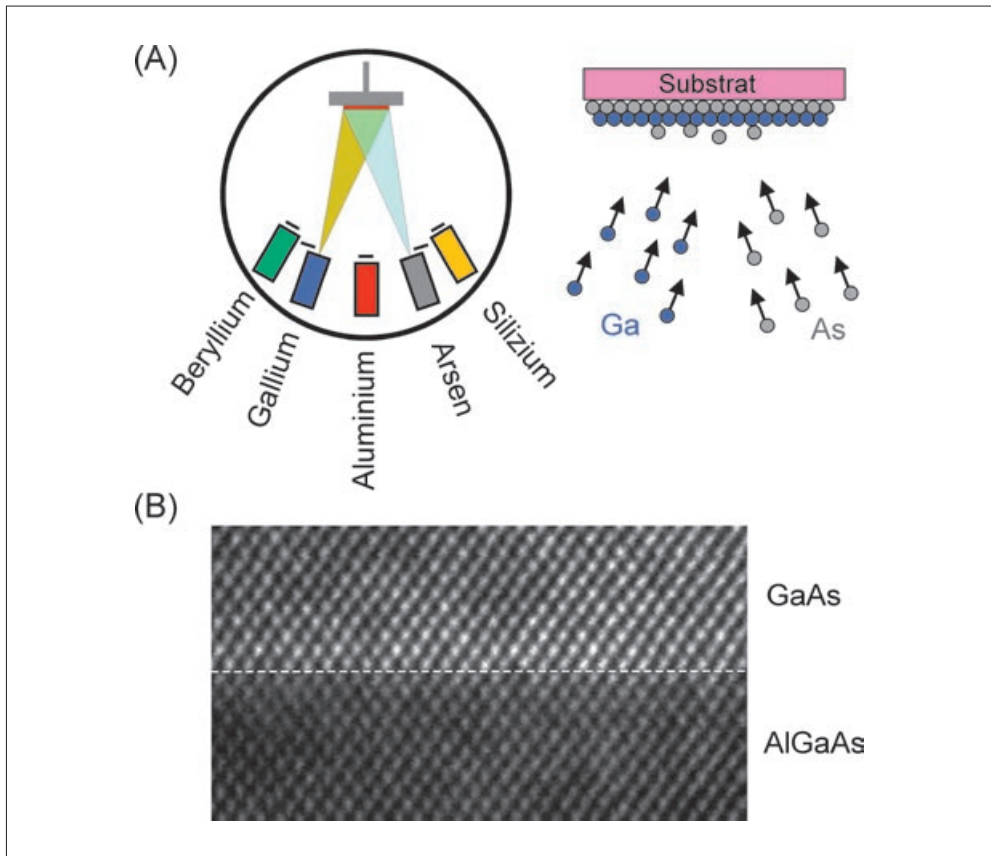 (A)
Substrat
Ga
As
Beryllium
Gallium
Aluminium
Arsen
Silizium
(B)
GaAs
AlGaAs